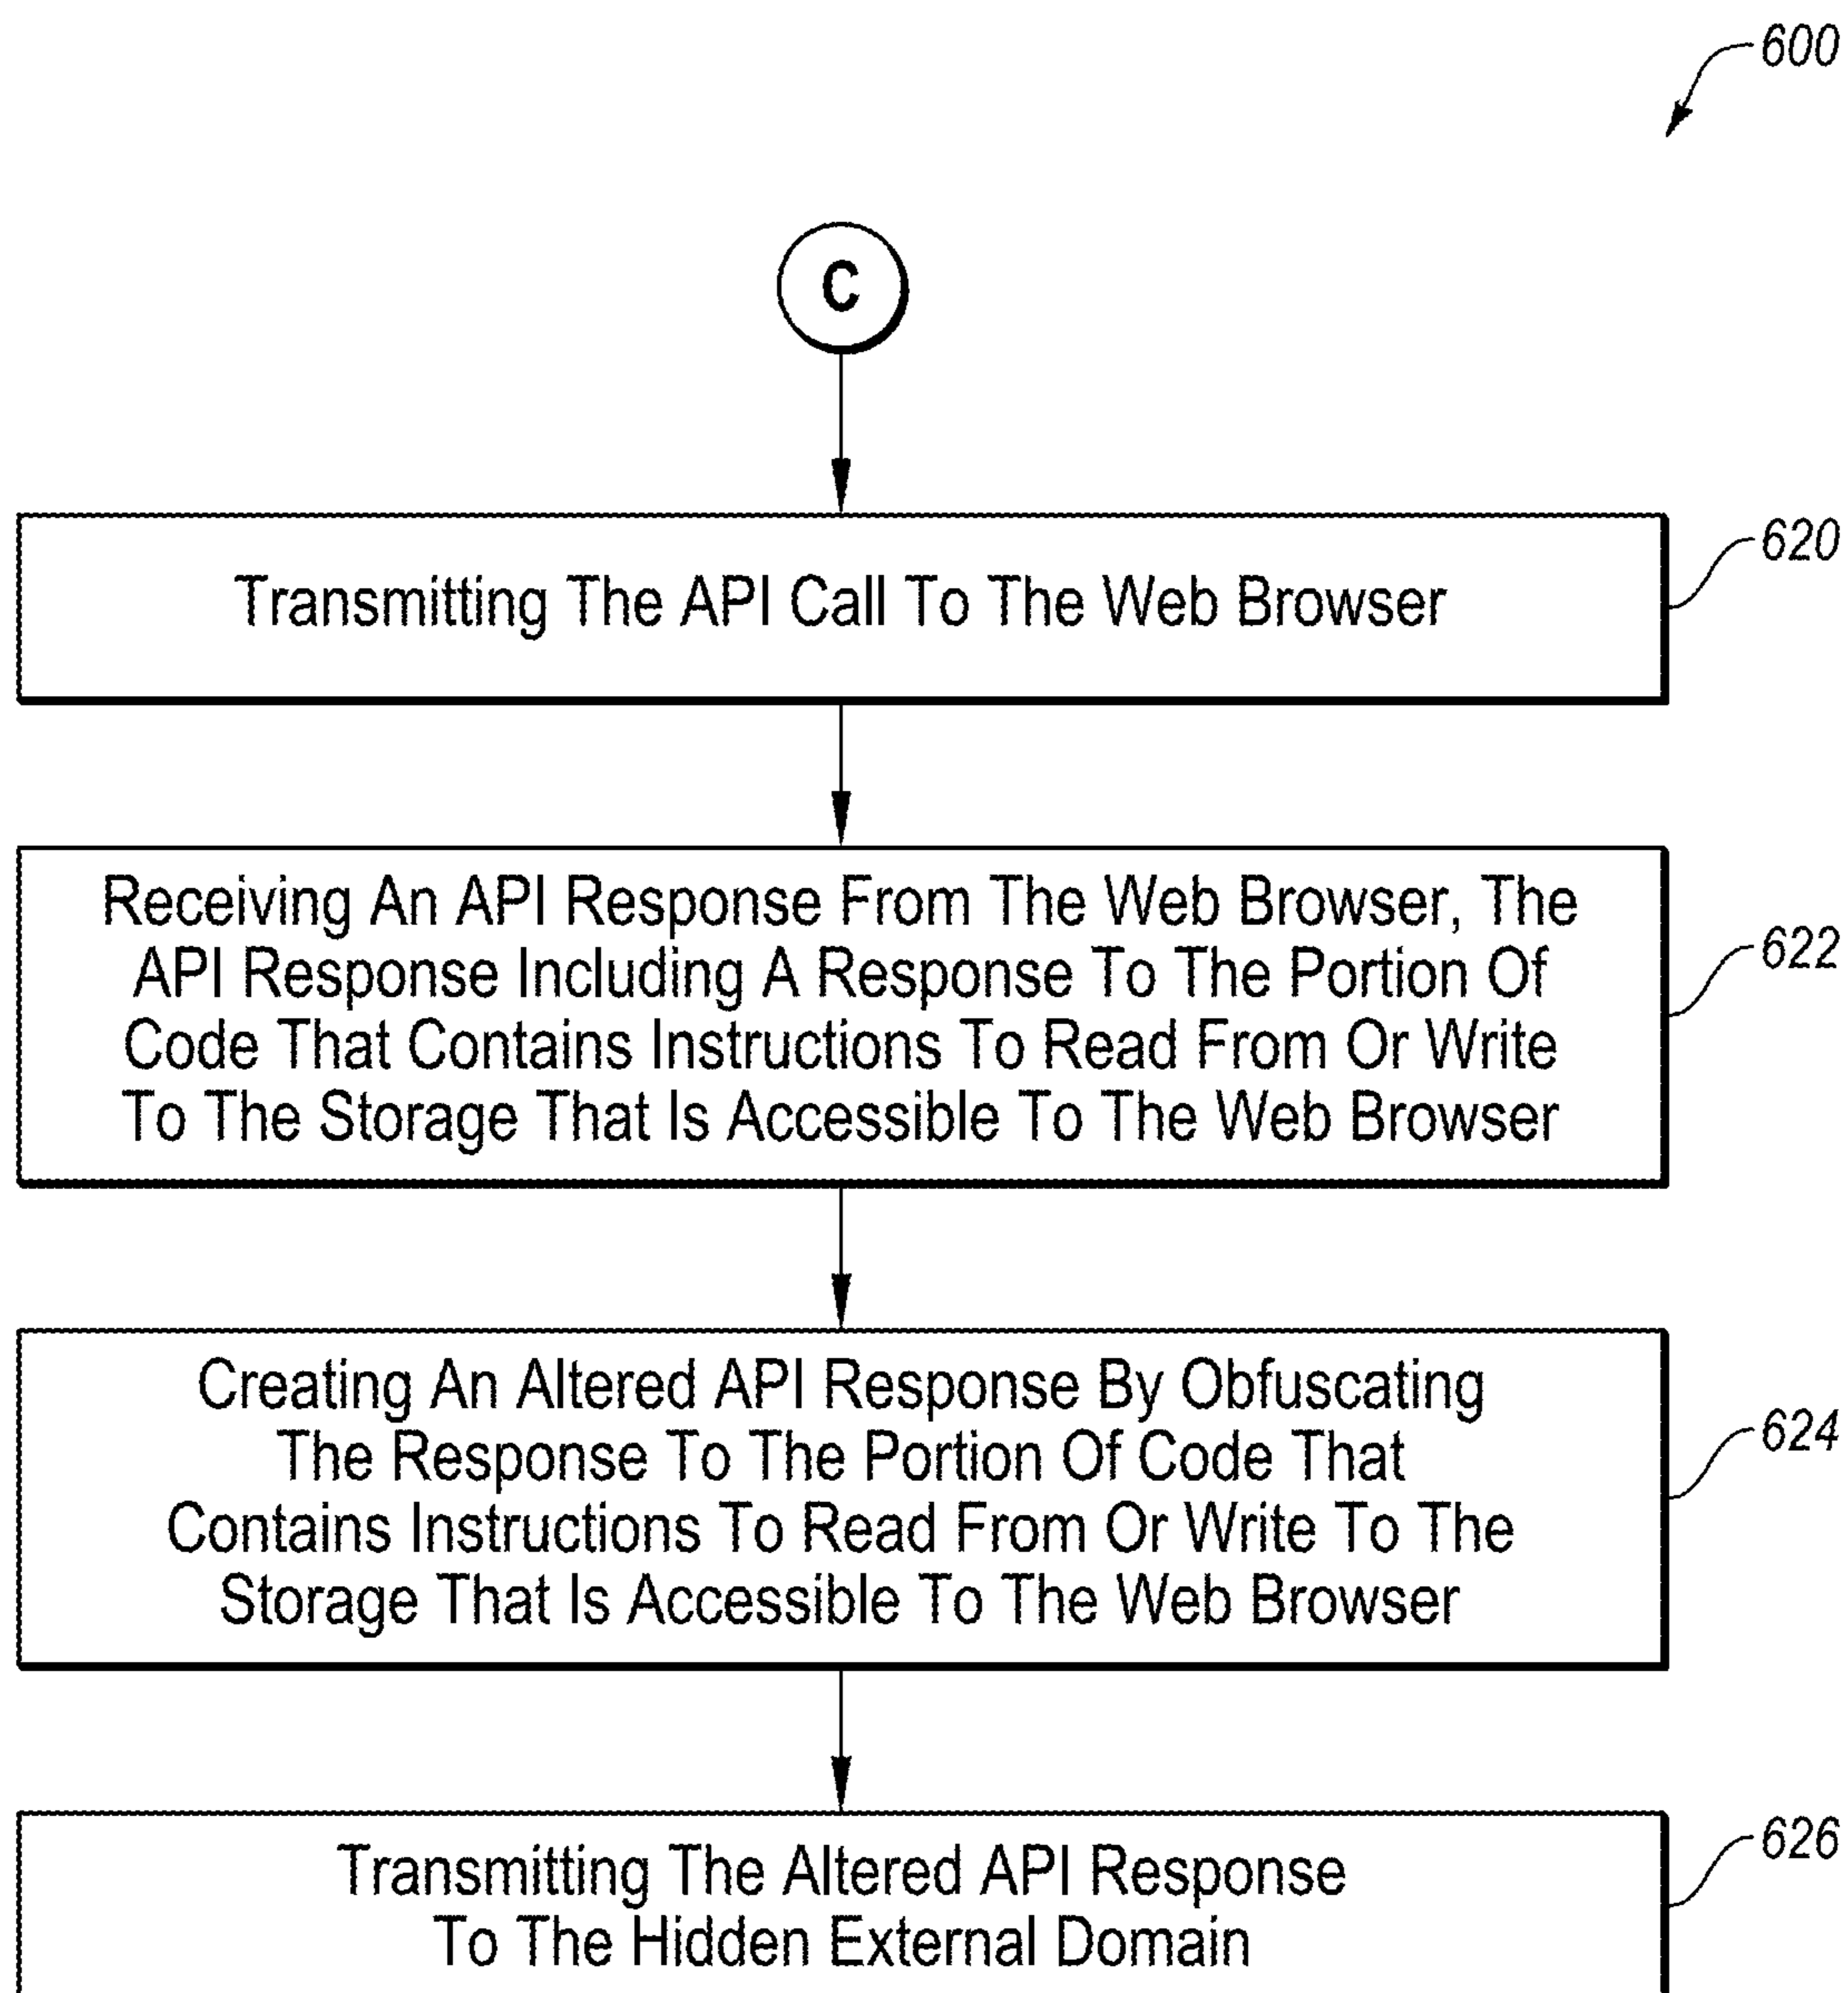 600
C
Transmitting The API Call To The Web Browser
620
Receiving An API Response From The Web Browser, The
API Response Including A Response To The Portion Of
Code That Contains Instructions To Read From Or Write
To The Storage That Is Accessible To The Web Browser
622
Creating An Altered API Response By Obfuscating
The Response To The Portion Of Code That
Contains Instructions To Read From Or Write To The
Storage That Is Accessible To The Web Browser
624
Transmitting The Altered API Response
To The Hidden External Domain
626